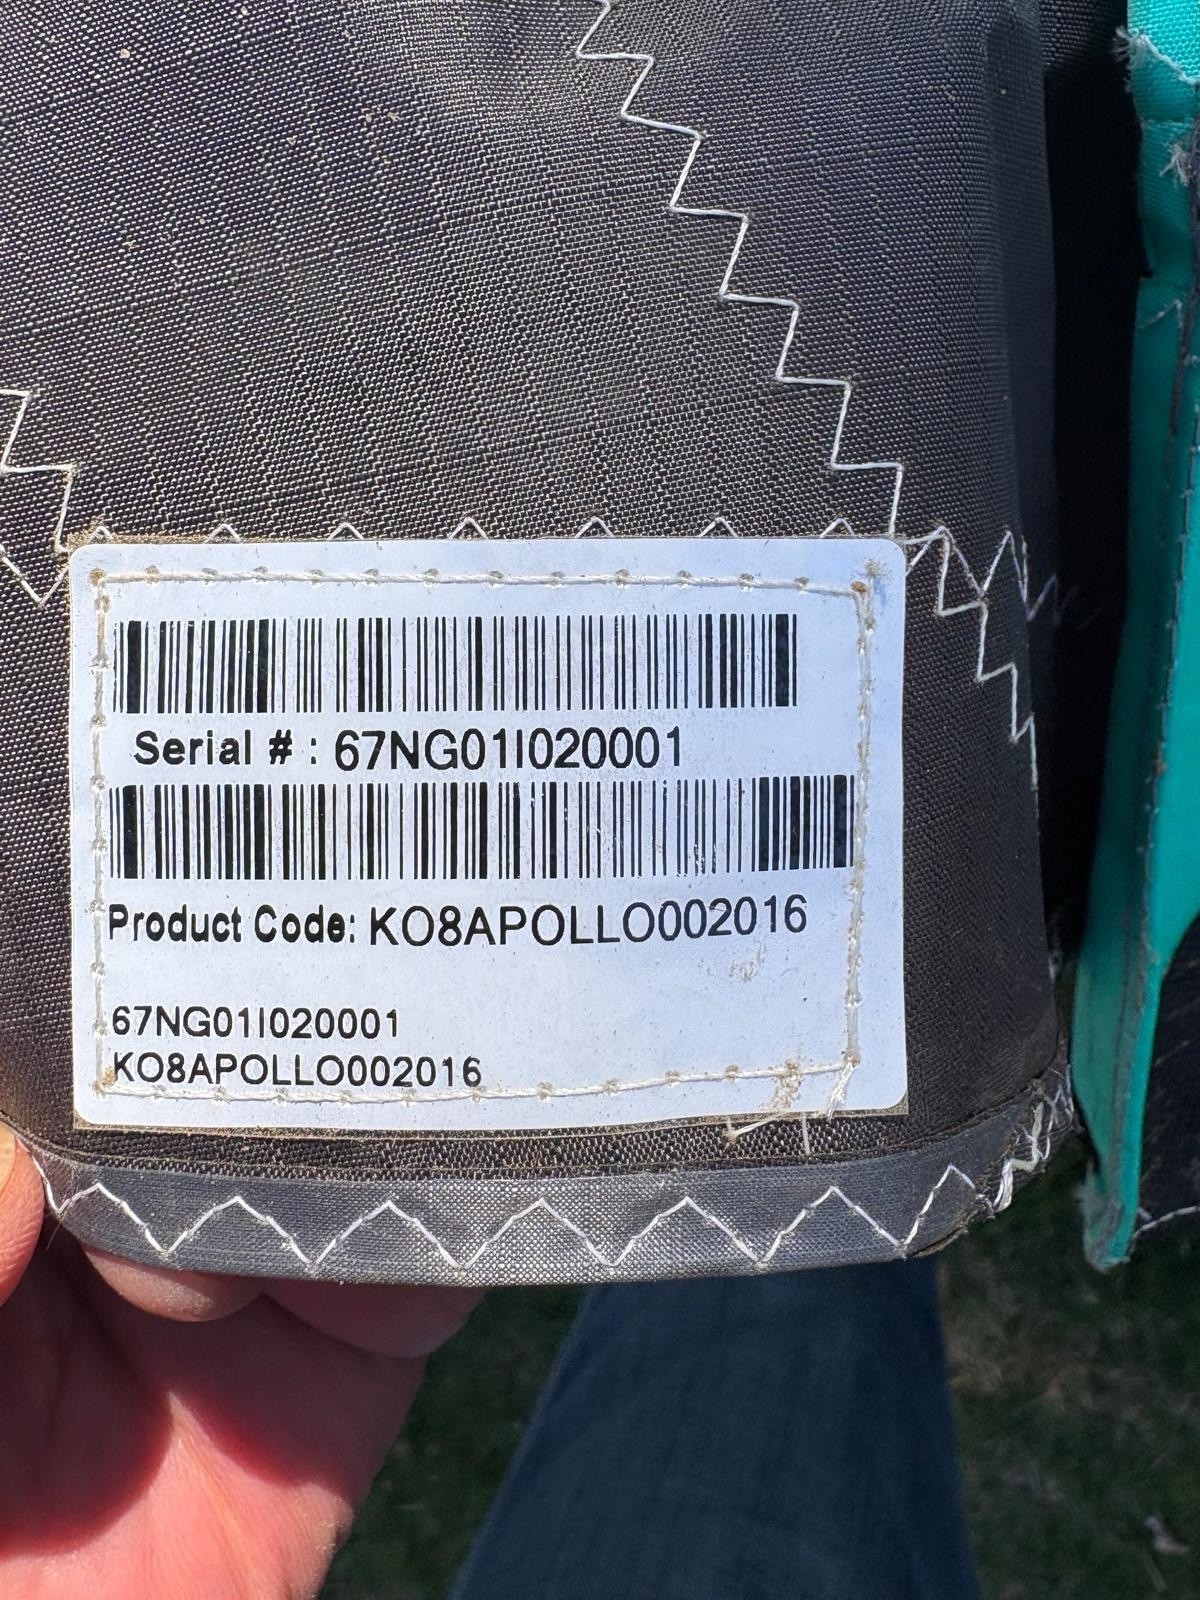 Serial # : 67NG01I020001
Product Code: KO8APOLLO002016
67NG01I020001
KO8APOLLO002016